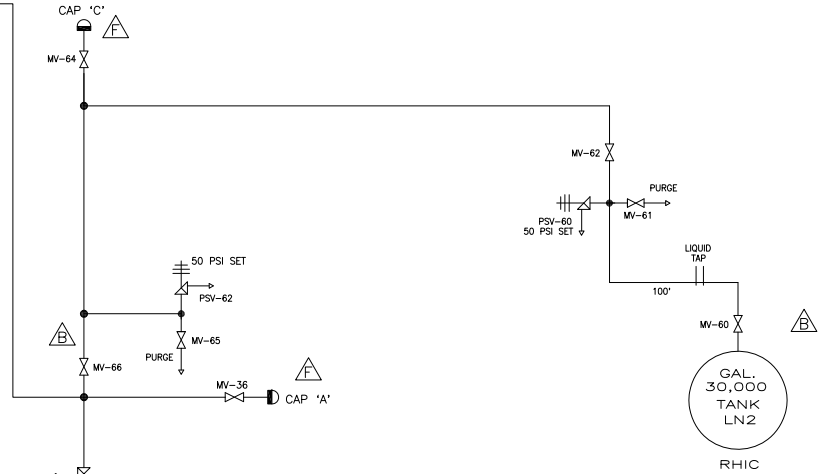 CAP 'C'
F
MV-64
MV-62
PURGE
PSV-60
50 PSI SET
MV-61
LIQUID
TAP
100'
MV-60
B
50 PSI SET
PSV-62
B
MV-65
PURGE
MV-66
MV-36
F
CAP 'A'
GAL.
30,000
TANK
LN2
RHIC